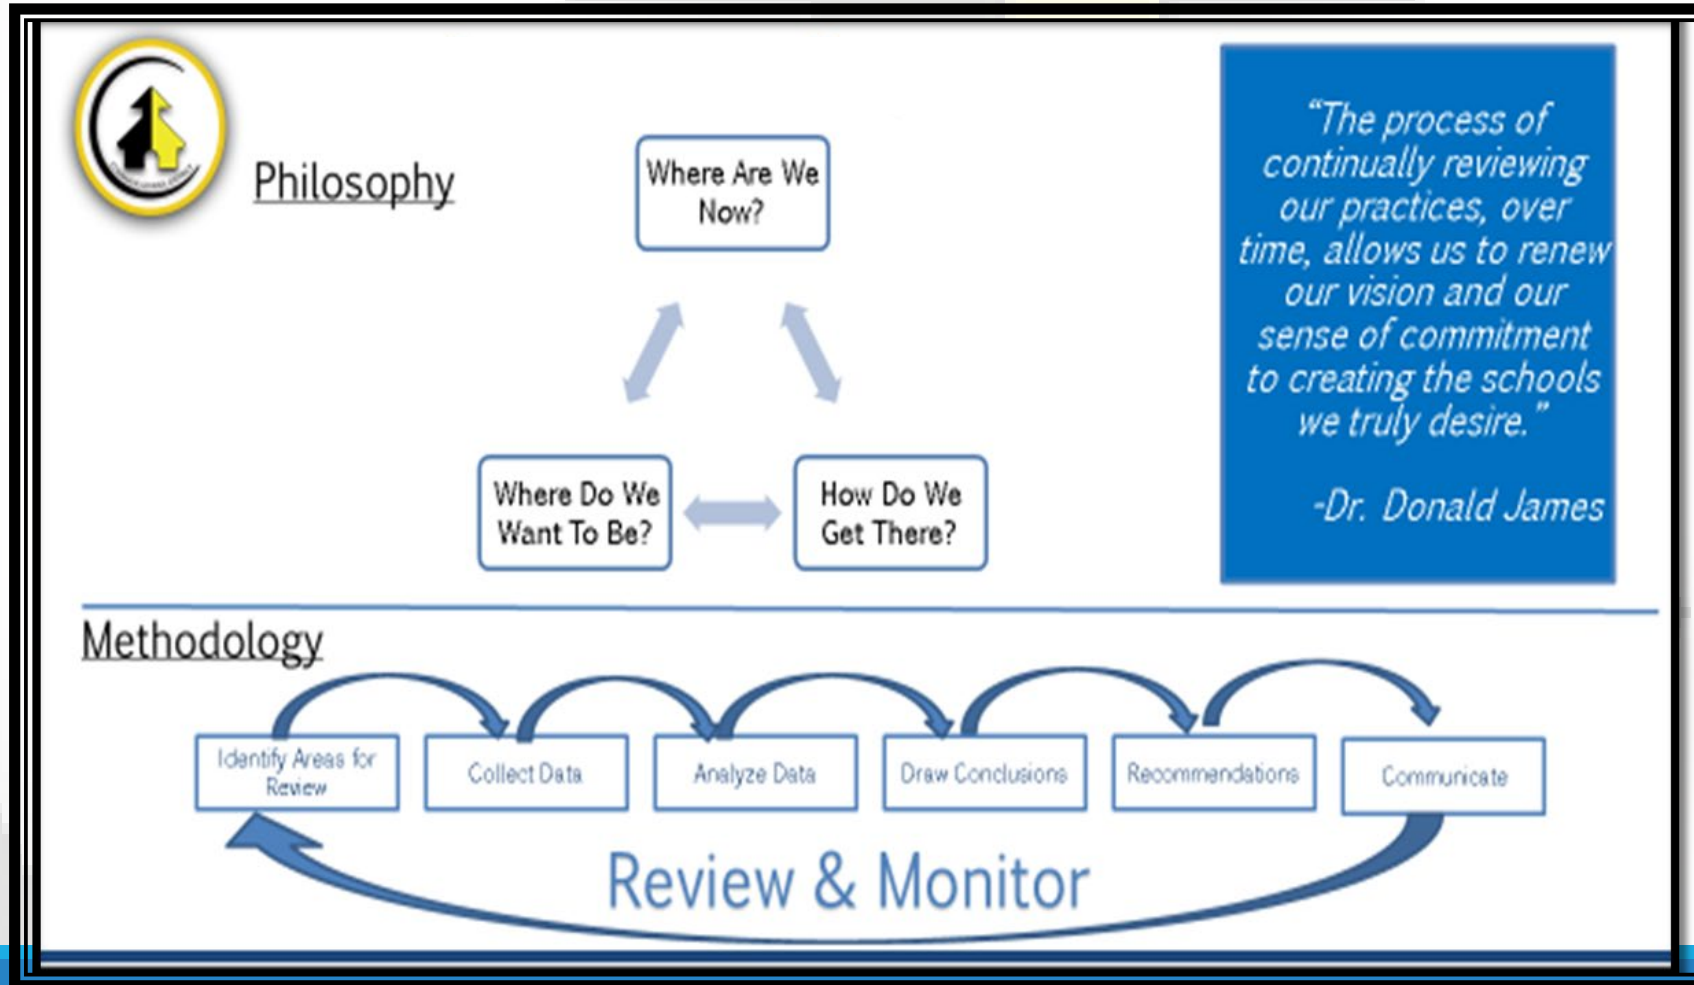 Philosophy
Where Are We
Now?
Where Do We
Want To Be?
How Do We
Get There?
“The process of
continually reviewing
our practices, over
time, allows us to renew
our vision and our
sense of commitment
to creating the schools
we truly desire.”
-Dr. Donald James
Methodology
Identify Areas for
Review
Collect Data
Analyze Data
Draw Conclusions
Recommendations
Communicate
Review & Monitor